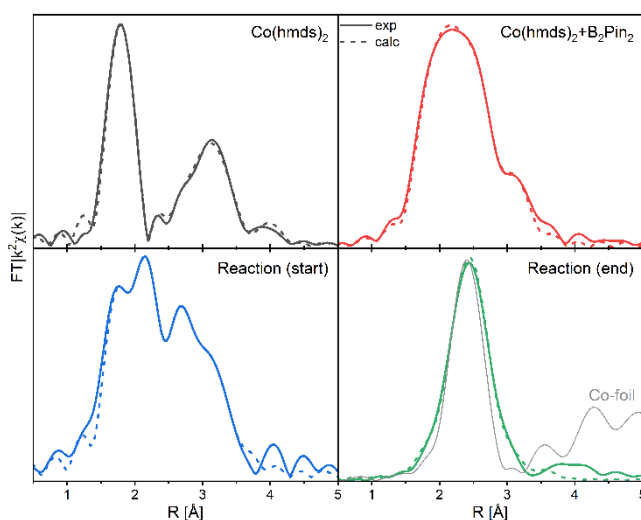 Co(hmds)₂
exp
calc
Co(hmds)₂+B₂Pin₂
Reaction (start)
Reaction (end)
Co-foil
FT|k²χ(k)|
1 2 3 4 5 1 2 3 4 5
R [Å] R [Å]